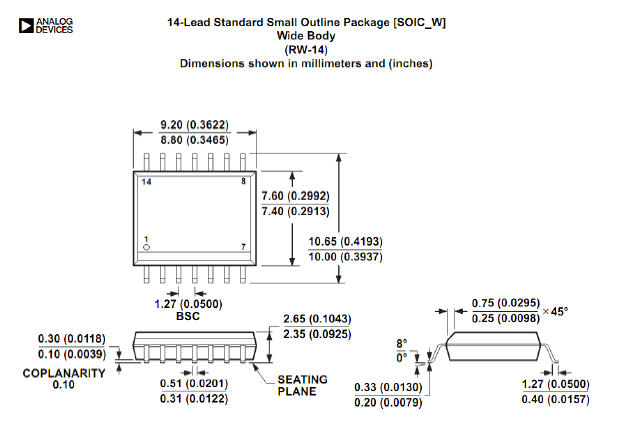 ANALOG
DEVICES
14-Lead Standard Small Outline Package [SOIC_W]
Wide Body
(RW-14)
Dimensions shown in millimeters and (inches)
9.20 (0.3622)
8.80 (0.3465)
14
8
7.60 (0.2992)
7.40 (0.2913)
1
7
10.65 (0.4193)
10.00 (0.3937)
1.27 (0.0500)
BSC
0.30 (0.0118)
0.10 (0.0039)
COPLANARITY
0.10
2.65 (0.1043)
2.35 (0.0925)
0.51 (0.0201)
0.31 (0.0122)
SEATING
PLANE
0.75 (0.0295)
0.25 (0.0098)
×45°
8°
0°
0.33 (0.0130)
0.20 (0.0079)
1.27 (0.0500)
0.40 (0.0157)